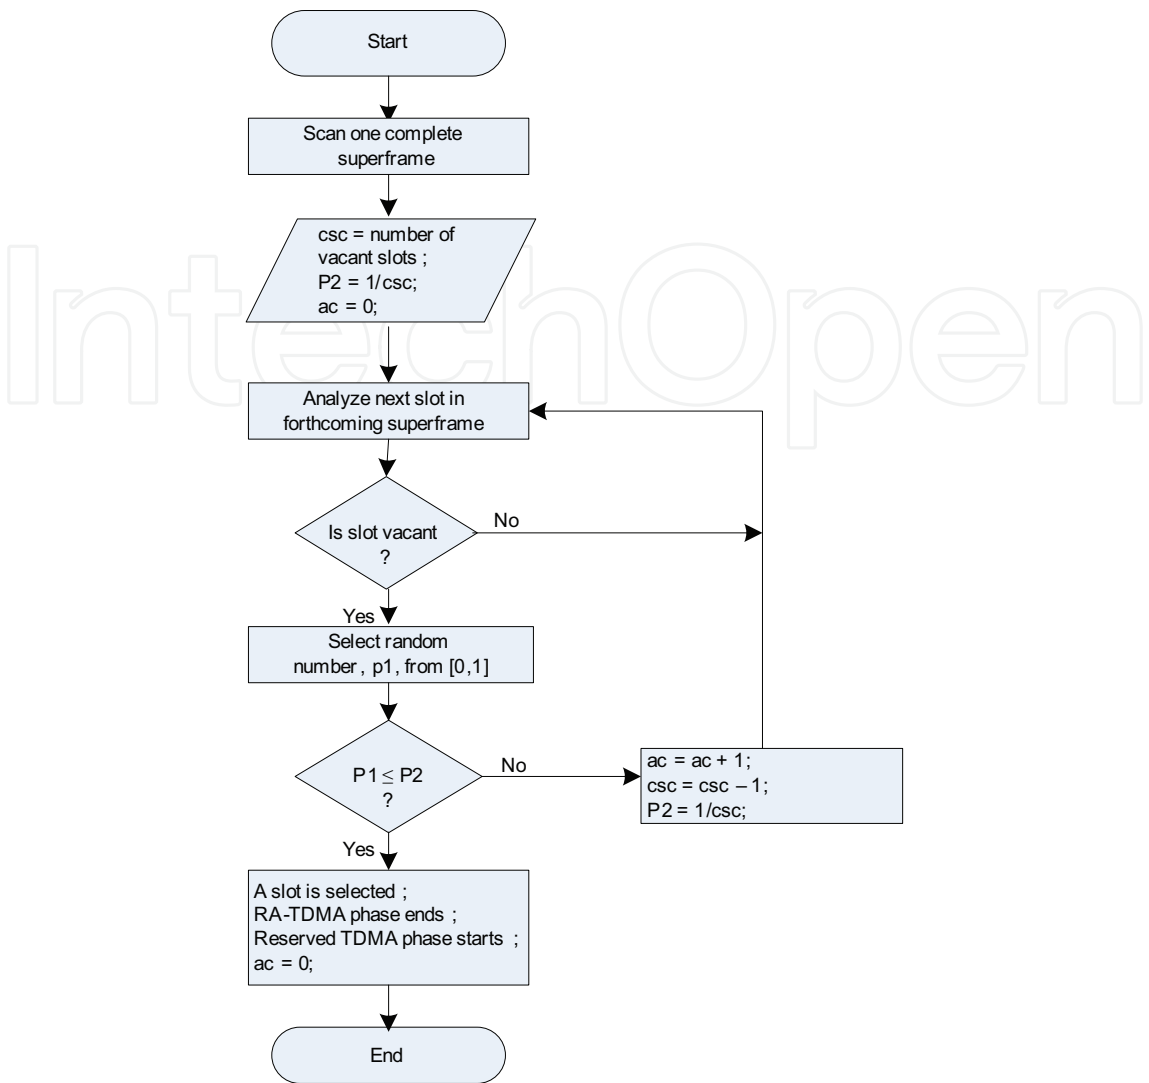 Start
Scan one complete
superframe
csc = number of
vacant slots ;
P2 = 1/csc;
ac = 0;
Analyze next slot in
forthcoming superframe
Is slot vacant
?
No
Yes
Select random
number , p1, from [0,1]
P1 ≤ P2
?
No
ac = ac + 1;
csc = csc – 1;
P2 = 1/csc;
Yes
A slot is selected ;
RA-TDMA phase ends ;
Reserved TDMA phase starts ;
ac = 0;
End
IntechOpen